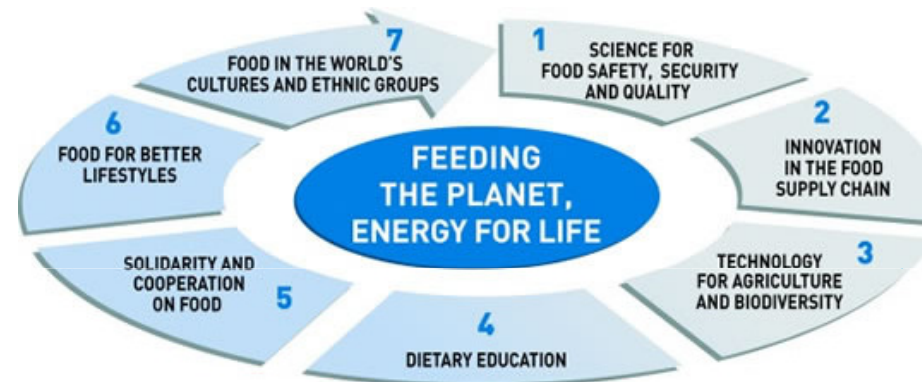 FEEDING
THE PLANET,
ENERGY FOR LIFE
1
SCIENCE FOR
FOOD SAFETY, SECURITY
AND QUALITY
2
INNOVATION
IN THE FOOD
SUPPLY CHAIN
3
TECHNOLOGY
FOR AGRICULTURE
AND BIODIVERSITY
4
DIETARY EDUCATION
5
SOLIDARITY AND
COOPERATION
ON FOOD
6
FOOD FOR BETTER
LIFESTYLES
7
FOOD IN THE WORLD'S
CULTURES AND ETHNIC GROUPS